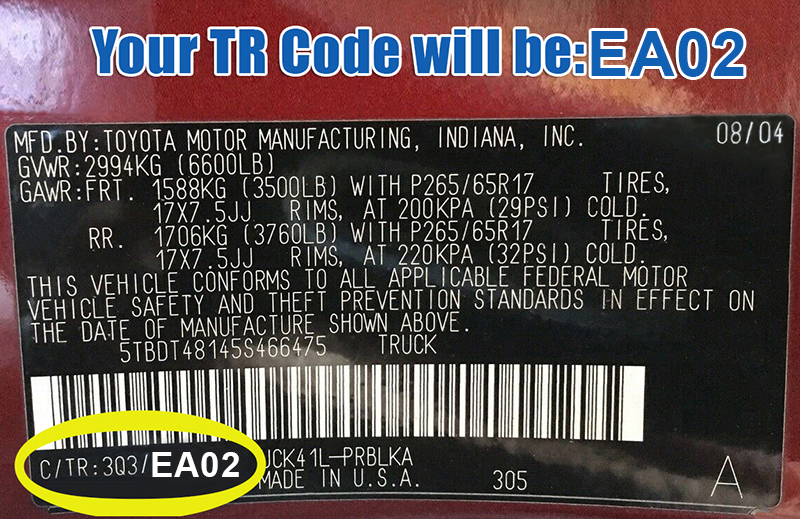 Your TR Code will be:EA02
MFD.BY:TOYOTA MOTOR MANUFACTURING, INDIANA, INC. 08/04
GVWR:2994KG (6600LB)
GAWR:FRT. 1588KG (3500LB) WITH P265/65R17 TIRES,
17X7.5JJ RIMS, AT 200KPA (29PSI) COLD.
RR. 1706KG (3760LB) WITH P265/65R17 TIRES,
17X7.5JJ RIMS, AT 220KPA (32PSI) COLD.
THIS VEHICLE CONFORMS TO ALL APPLICABLE FEDERAL MOTOR
VEHICLE SAFETY AND THEFT PREVENTION STANDARDS IN EFFECT ON
THE DATE OF MANUFACTURE SHOWN ABOVE.
5TBDT48145S466475 TRUCK
C/TR:3Q3/EA02 UCK41L-PRBLKA
MADE IN U.S.A. 305 A